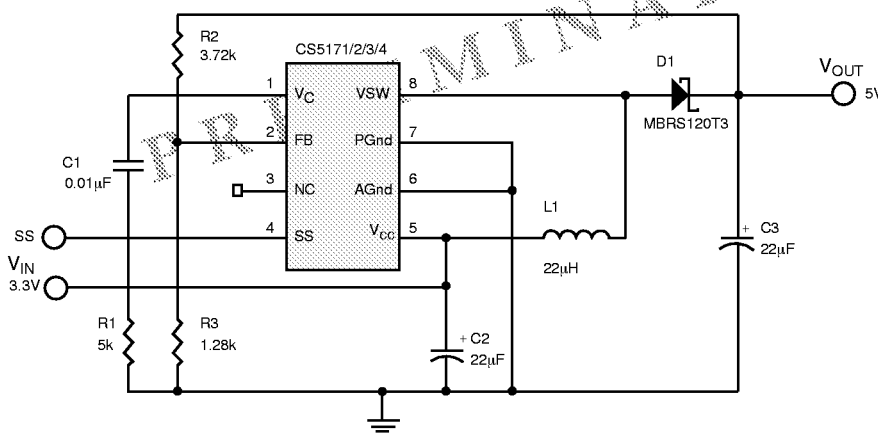 PRELIMINA
R2
3.72k
CS5171/2/3/4
D1
VOUT
5V
MBRS120T3
1
VC
VSW
8
2
FB
PGnd
7
3
NC
AGnd
6
4
SS
VCC
5
C1
0.01µF
SS
VIN
3.3V
L1
22µH
+ C3
22µF
R1
5k
R3
1.28k
+ C2
22µF